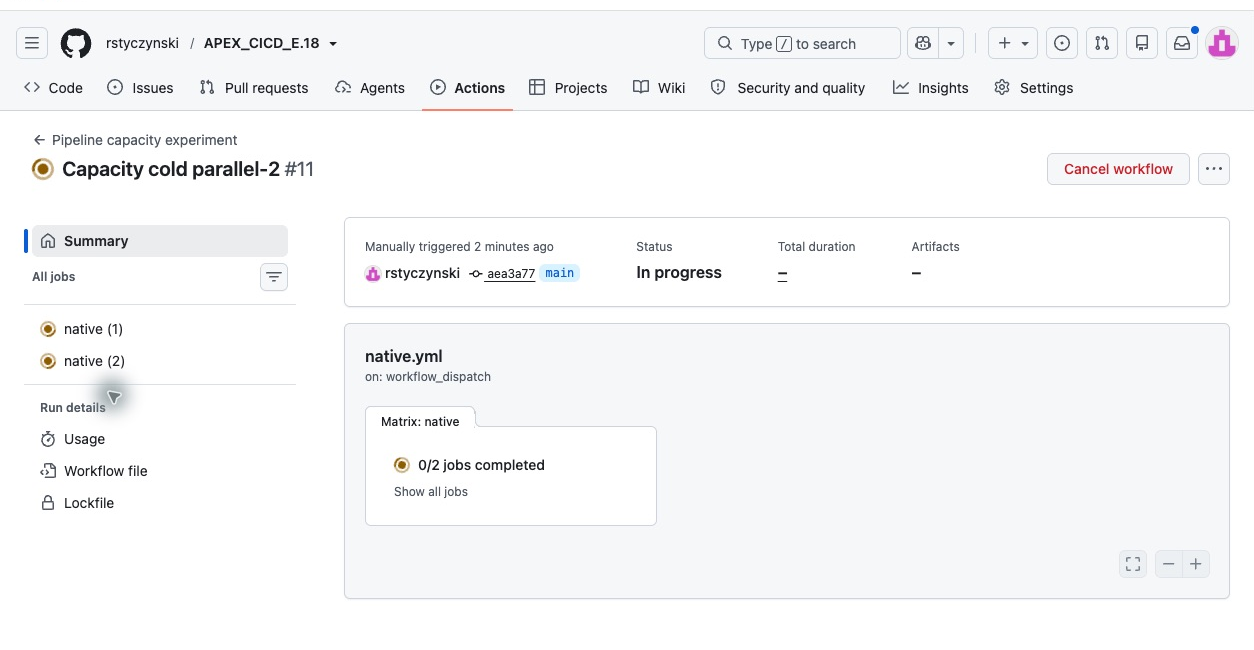 rstyczynski / APEX_CICD_E.18
Type / to search
Code Issues Pull requests Agents Actions Projects Wiki Security and quality Insights Settings
Pipeline capacity experiment
Capacity cold parallel-2 #11
Cancel workflow
Summary
All jobs
native (1)
native (2)
Run details
Usage
Workflow file
Lockfile
Manually triggered 2 minutes ago
rstyczynski aea3a77 main
Status
In progress
Total duration
–
Artifacts
–
native.yml
on: workflow_dispatch
Matrix: native
0/2 jobs completed
Show all jobs